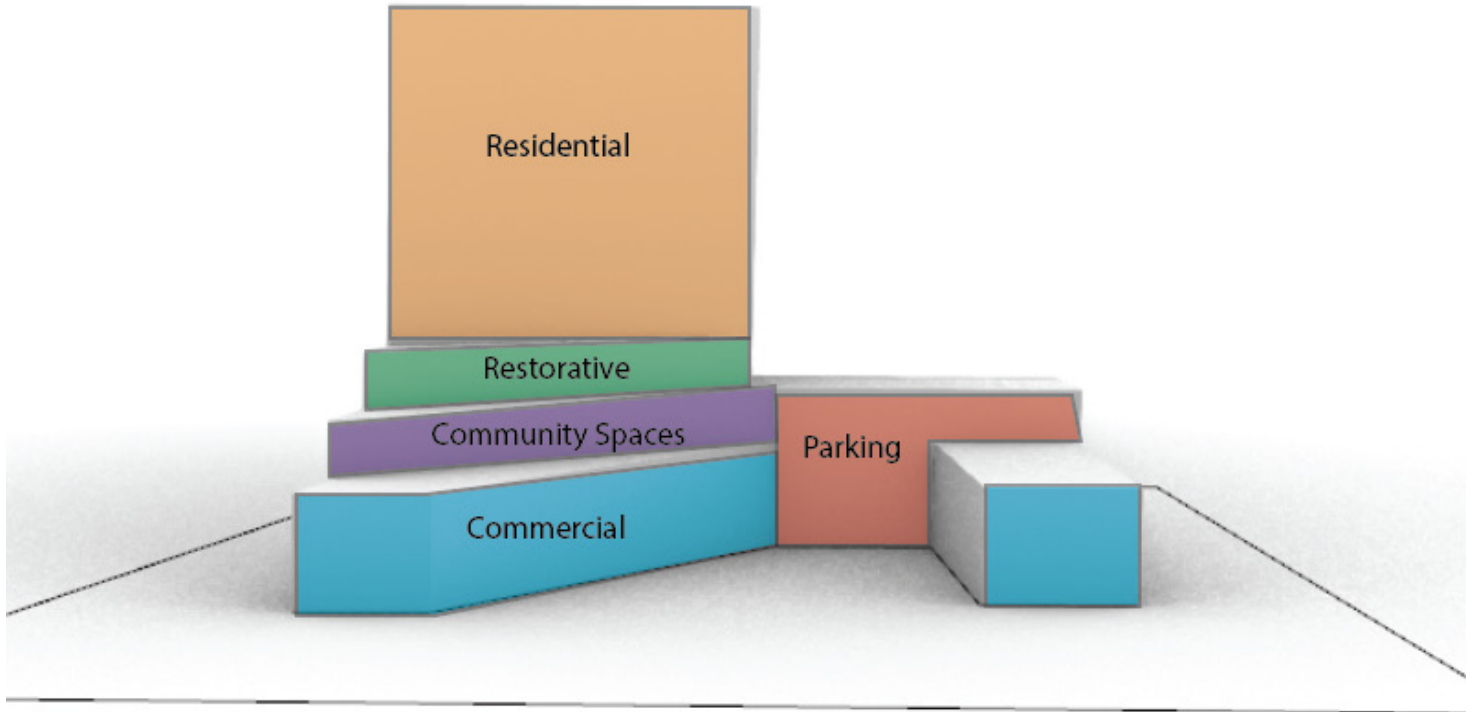 Residential
Restorative
Community Spaces
Parking
Commercial